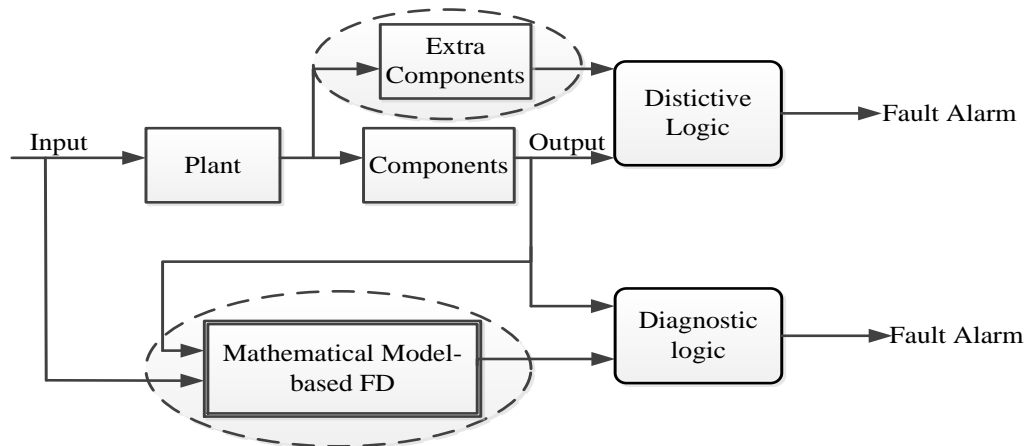 Extra
Components
Distictive
Logic
Fault Alarm
Input
Plant
Components
Output
Mathematical Model-
based FD
Diagnostic
logic
Fault Alarm